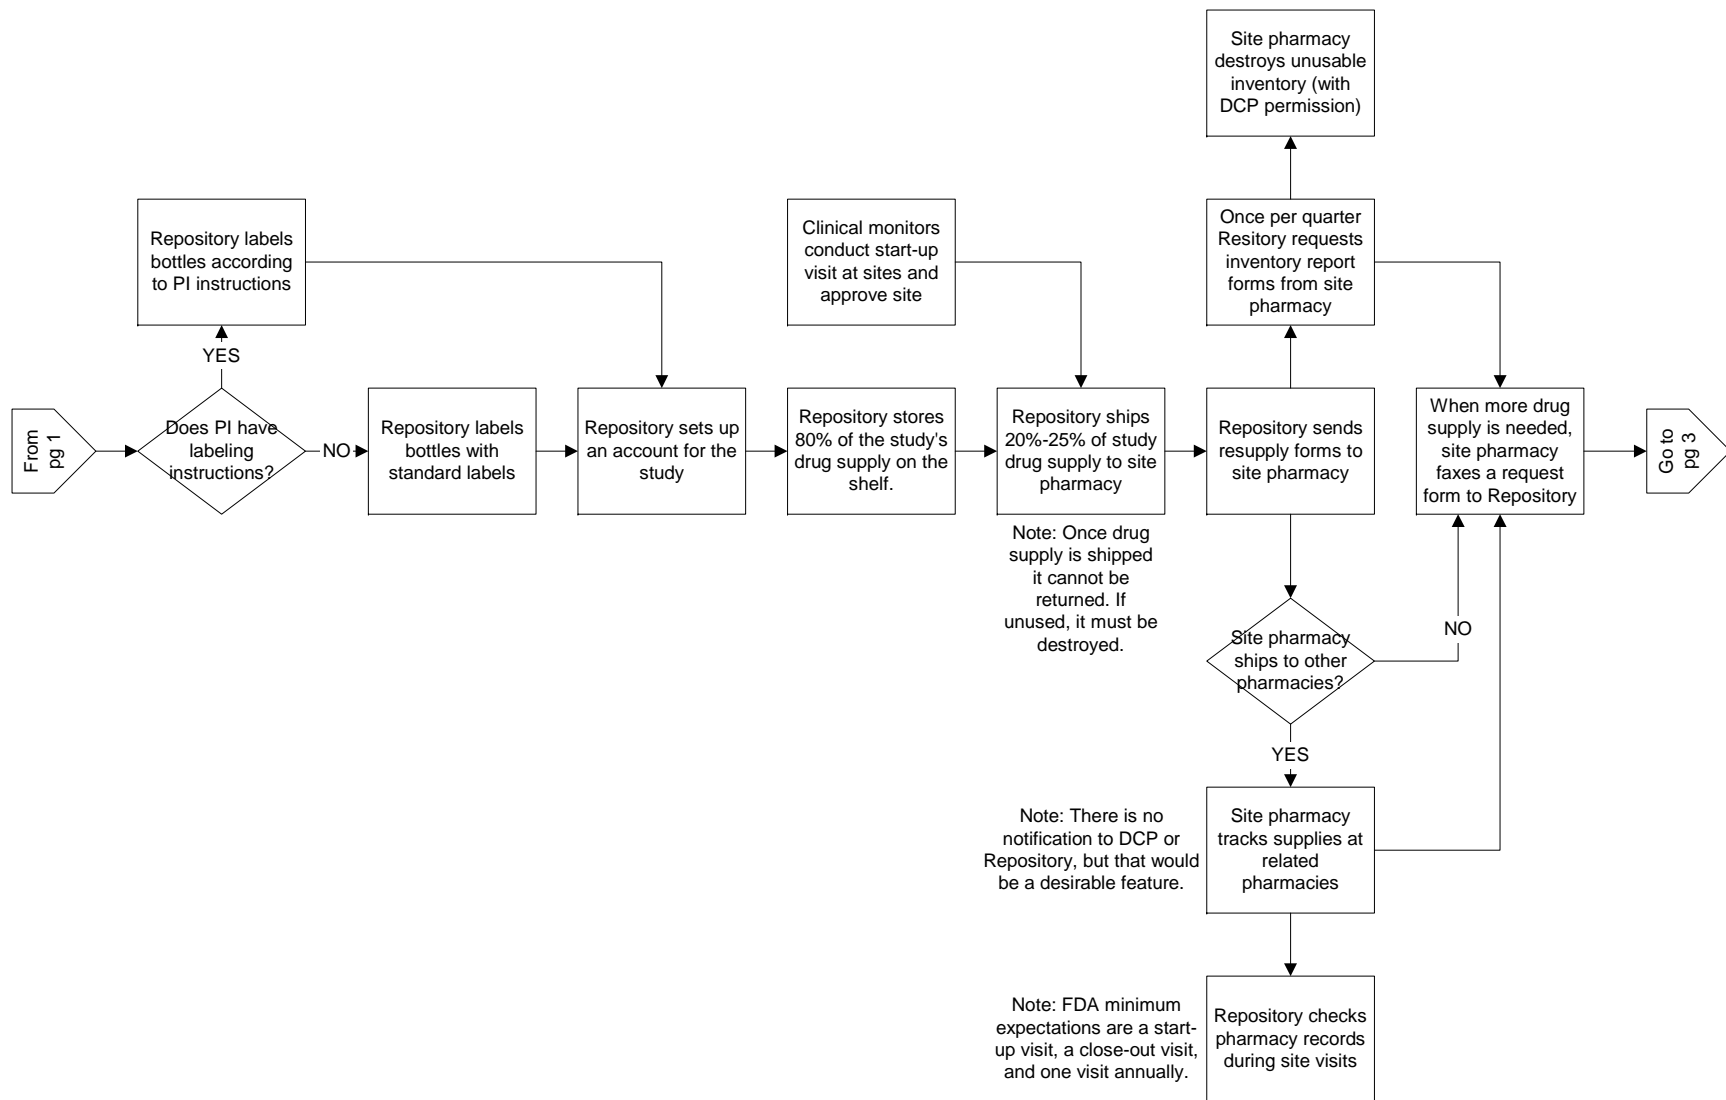 Site pharmacy
destroys unusable
inventory (with
DCP permission)
Repository labels
bottles according
to PI instructions
Clinical monitors
conduct start-up
visit at sites and
approve site
Once per quarter
Resitory requests
inventory report
forms from site
pharmacy
YES
From
pg 1
Does PI have
labeling
instructions?
NO
Repository labels
bottles with
standard labels
Repository sets up
an account for the
study
Repository stores
80% of the study's
drug supply on the
shelf.
Repository ships
20%-25% of study
drug supply to site
pharmacy
Repository sends
resupply forms to
site pharmacy
When more drug
supply is needed,
site pharmacy
faxes a request
form to Repository
Go to
pg 3
Note: Once drug
supply is shipped
it cannot be
returned. If
unused, it must be
destroyed.
Site pharmacy
ships to other
pharmacies?
NO
YES
Note: There is no
notification to DCP or
Repository, but that would
be a desirable feature.
Site pharmacy
tracks supplies at
related
pharmacies
Note: FDA minimum
expectations are a start-
up visit, a close-out visit,
and one visit annually.
Repository checks
pharmacy records
during site visits